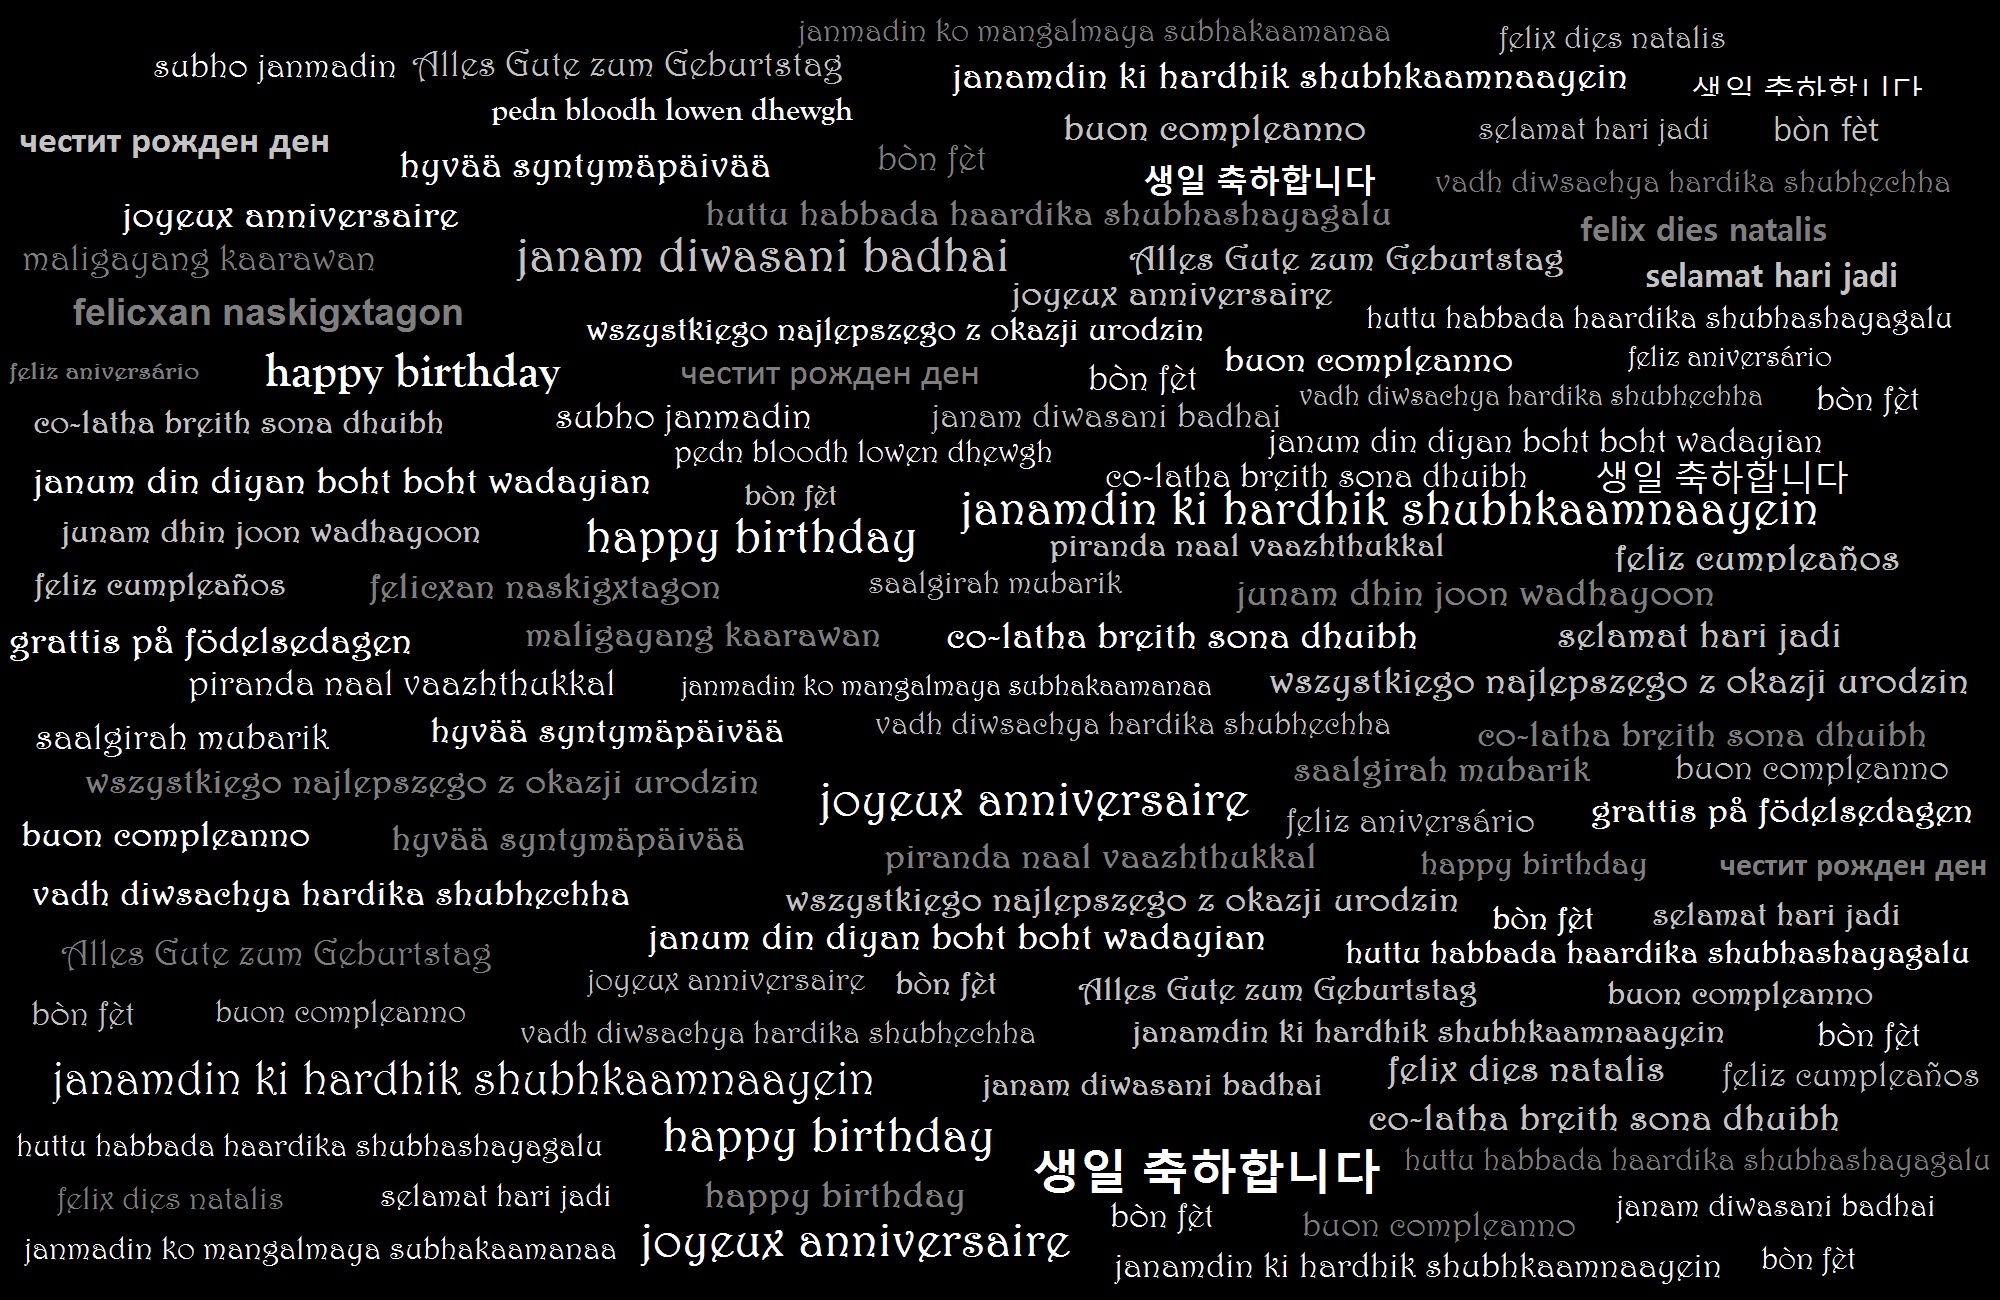 janmadin ko mangalmaya subhakaamanaa
felix dies natalis
subho janmadin
Alles Gute zum Geburtstag
janamdin ki hardhik shubhkaamnaayein
생일 축하합니다
pedn bloodh lowen dhewgh
честит рожден ден
buon compleanno
selamat hari jadi
bòn fèt
hyvää syntymäpäivää
bòn fèt
생일 축하합니다
vadh diwsachya hardika shubhechha
joyeux anniversaire
huttu habbada haardika shubhashayagalu
felix dies natalis
maligayang kaarawan
janam diwasani badhai
Alles Gute zum Geburtstag
selamat hari jadi
joyeux anniversaire
felicxan naskigxtagon
wszystkiego najlepszego z okazji urodzin
huttu habbada haardika shubhashayagalu
feliz aniversário
happy birthday
честит рожден ден
bòn fèt
buon compleanno
feliz aniversário
vadh diwsachya hardika shubhechha
bòn fèt
co-latha breith sona dhuibh
subho janmadin
janam diwasani badhai
janum din diyan boht boht wadayian
pedn bloodh lowen dhewgh
co-latha breith sona dhuibh
생일 축하합니다
janum din diyan boht boht wadayian
bòn fèt
janamdin ki hardhik shubhkaamnaayein
junam dhin joon wadhayoon
happy birthday
piranda naal vaazhthukkal
feliz cumpleaños
feliz cumpleaños
felicxan naskigxtagon
saalgirah mubarik
junam dhin joon wadhayoon
grattis på födelsedagen
maligayang kaarawan
co-latha breith sona dhuibh
selamat hari jadi
piranda naal vaazhthukkal
janmadin ko mangalmaya subhakaamanaa
wszystkiego najlepszego z okazji urodzin
saalgirah mubarik
hyvää syntymäpäivää
vadh diwsachya hardika shubhechha
co-latha breith sona dhuibh
wszystkiego najlepszego z okazji urodzin
saalgirah mubarik
buon compleanno
joyeux anniversaire
feliz aniversário
grattis på födelsedagen
buon compleanno
hyvää syntymäpäivää
piranda naal vaazhthukkal
happy birthday
честит рожден ден
vadh diwsachya hardika shubhechha
wszystkiego najlepszego z okazji urodzin
bòn fèt
selamat hari jadi
Alles Gute zum Geburtstag
janum din diyan boht boht wadayian
huttu habbada haardika shubhashayagalu
joyeux anniversaire
bòn fèt
Alles Gute zum Geburtstag
buon compleanno
bòn fèt
buon compleanno
vadh diwsachya hardika shubhechha
janamdin ki hardhik shubhkaamnaayein
bòn fèt
janamdin ki hardhik shubhkaamnaayein
janam diwasani badhai
felix dies natalis
feliz cumpleaños
co-latha breith sona dhuibh
huttu habbada haardika shubhashayagalu
happy birthday
생일 축하합니다
huttu habbada haardika shubhashayagalu
felix dies natalis
selamat hari jadi
happy birthday
bòn fèt
buon compleanno
janam diwasani badhai
janmadin ko mangalmaya subhakaamanaa
joyeux anniversaire
janamdin ki hardhik shubhkaamnaayein
bòn fèt